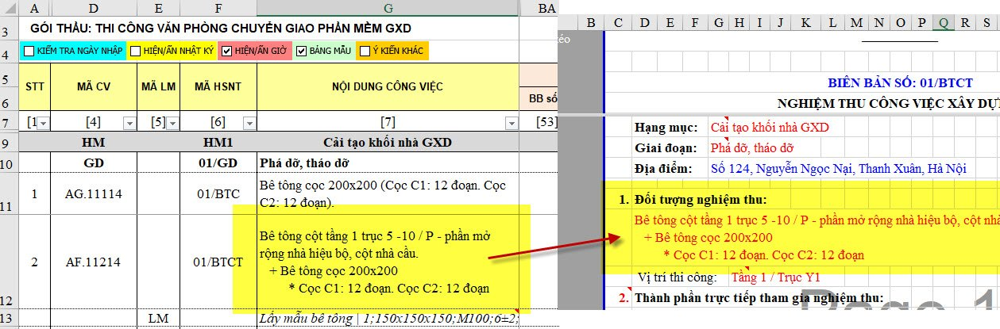 A D E F G BA
3 GÓI THẦU: THI CÔNG VĂN PHÒNG CHUYỂN GIAO PHẦN MỀM GXD
4 KIỂM TRA NGÀY NHẬP HIỆN/ẨN NHẬT KÝ HIỆN/ẨN GIỜ BẢNG MẪU Ý KIẾN KHÁC
5 STT MÃ CV MÃ LM MÃ HSNT NỘI DUNG CÔNG VIỆC
6 BB số
7 [1 [4] [5] [6] [7] [53]
9 HM HM1 Cải tạo khối nhà GXD
10 GD 01/GD Phá dỡ, tháo dỡ
11 1 AG.11114 01/BTC Bê tông cọc 200x200 (Cọc C1: 12 đoạn. Cọc
C2: 12 đoạn).
12 2 AF.11214 01/BTCT Bê tông cột tầng 1 trục 5 -10 / P - phần mở
rộng nhà hiệu bộ, cột nhà cầu.
+ Bê tông cọc 200x200
* Cọc C1: 12 đoạn. Cọc C2: 12 đoạn
13 LM Lấy mẫu bê tông | 1;150x150x150;M100;6±2;
B C D E F G H I J K L M N O P Q R S
éo
BIÊN BẢN SỐ: 01/BTCT
NGHIỆM THU CÔNG VIỆC XÂY DỰ
Hạng mục: Cải tạo khối nhà GXD
Giai đoạn: Phá dỡ, tháo dỡ
Địa điểm: Số 124, Nguyễn Ngọc Nại, Thanh Xuân, Hà Nội
1. Đối tượng nghiệm thu:
Bê tông cột tầng 1 trục 5 -10 / P - phần mở rộng nhà hiệu bộ, cột nhà
+ Bê tông cọc 200x200
* Cọc C1: 12 đoạn. Cọc C2: 12 đoạn
Vị trí thi công: Tầng 1 / Trục Y1
2. Thành phần trực tiếp tham gia nghiệm thu:
Page 1